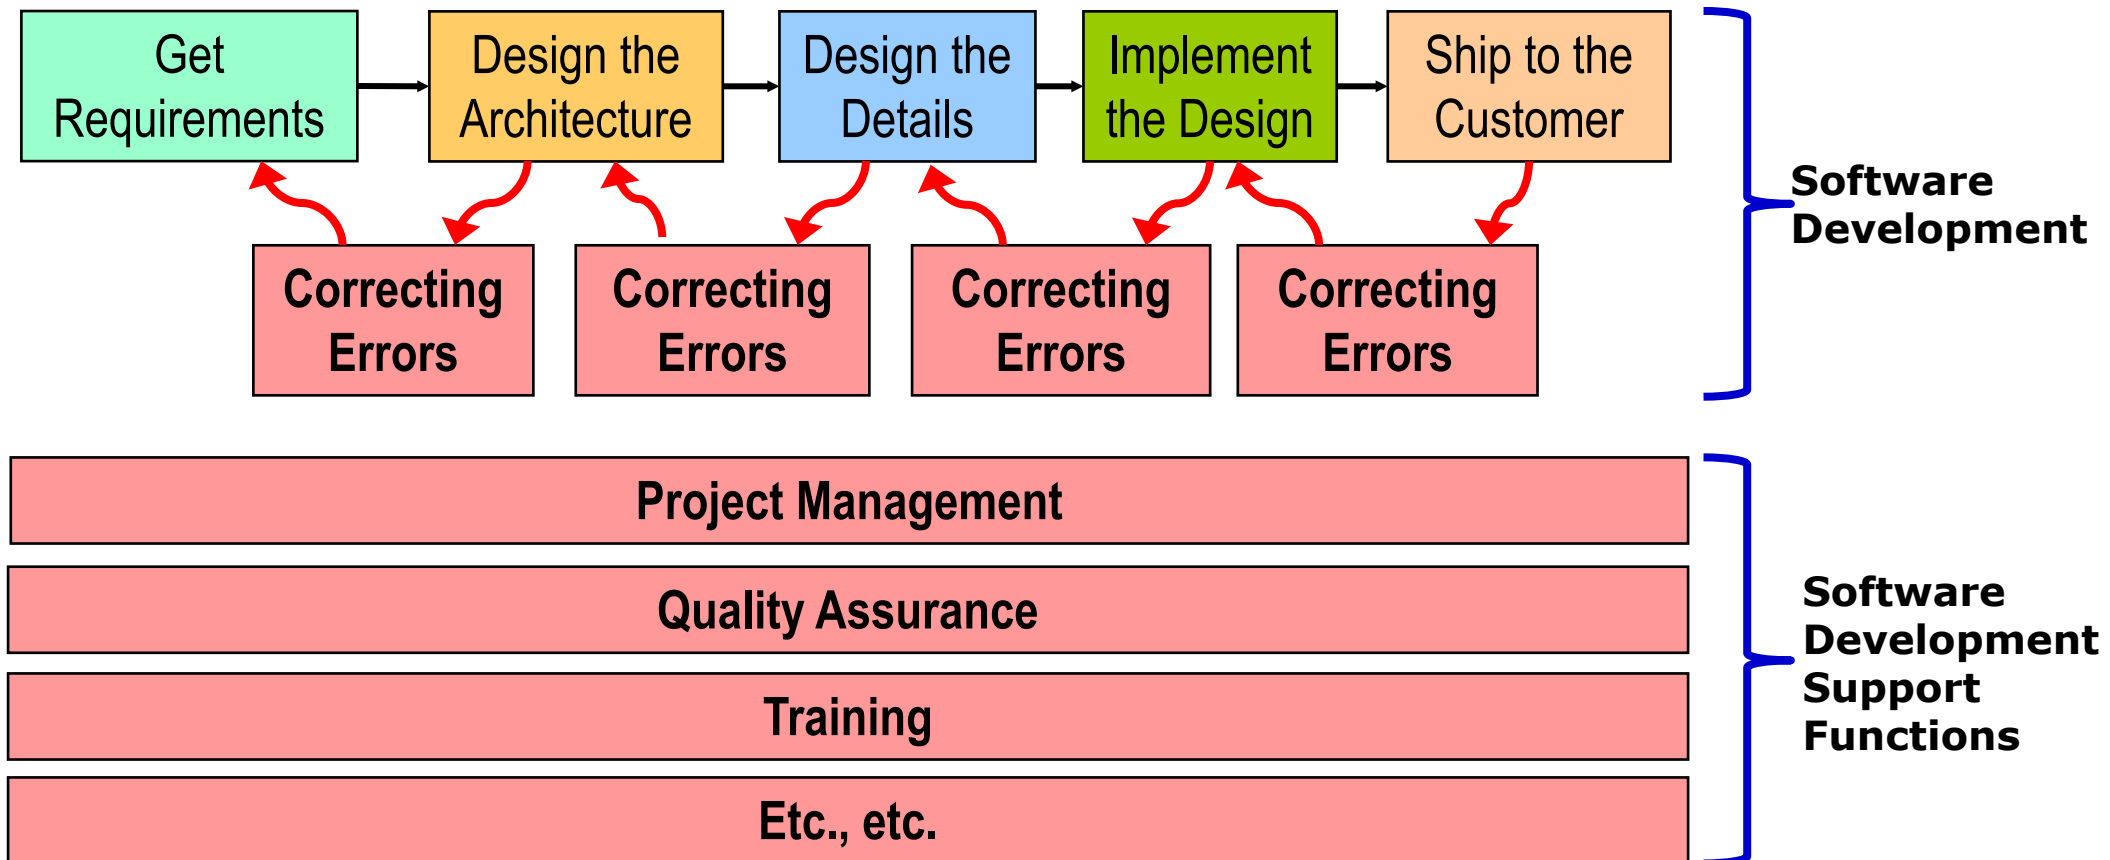 Get
Requirements
Design the
Architecture
Design the
Details
Implement
the Design
Ship to the
Customer
Correcting
Errors
Correcting
Errors
Correcting
Errors
Correcting
Errors
Software
Development
Project Management
Quality Assurance
Training
Etc., etc.
Software
Development
Support
Functions